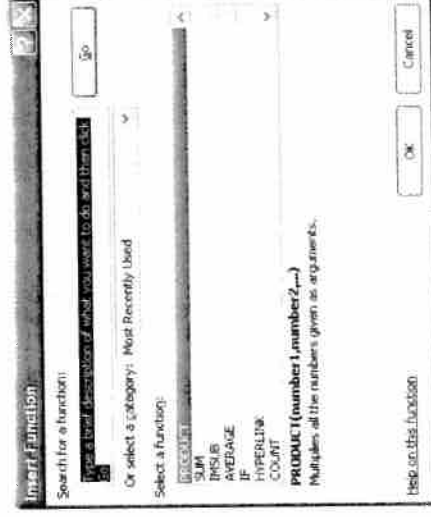 Insert Function
Search for a function:
Type a brief description of what you want to do and then click
Go
Go
Or select a category: Most Recently Used
Select a function:
PRODUCT
SUM
IMSUB
AVERAGE
IF
HYPERLINK
COUNT
PRODUCT(number1,number2,...)
Multiplies all the numbers given as arguments.
Help on this function
OK
Cancel